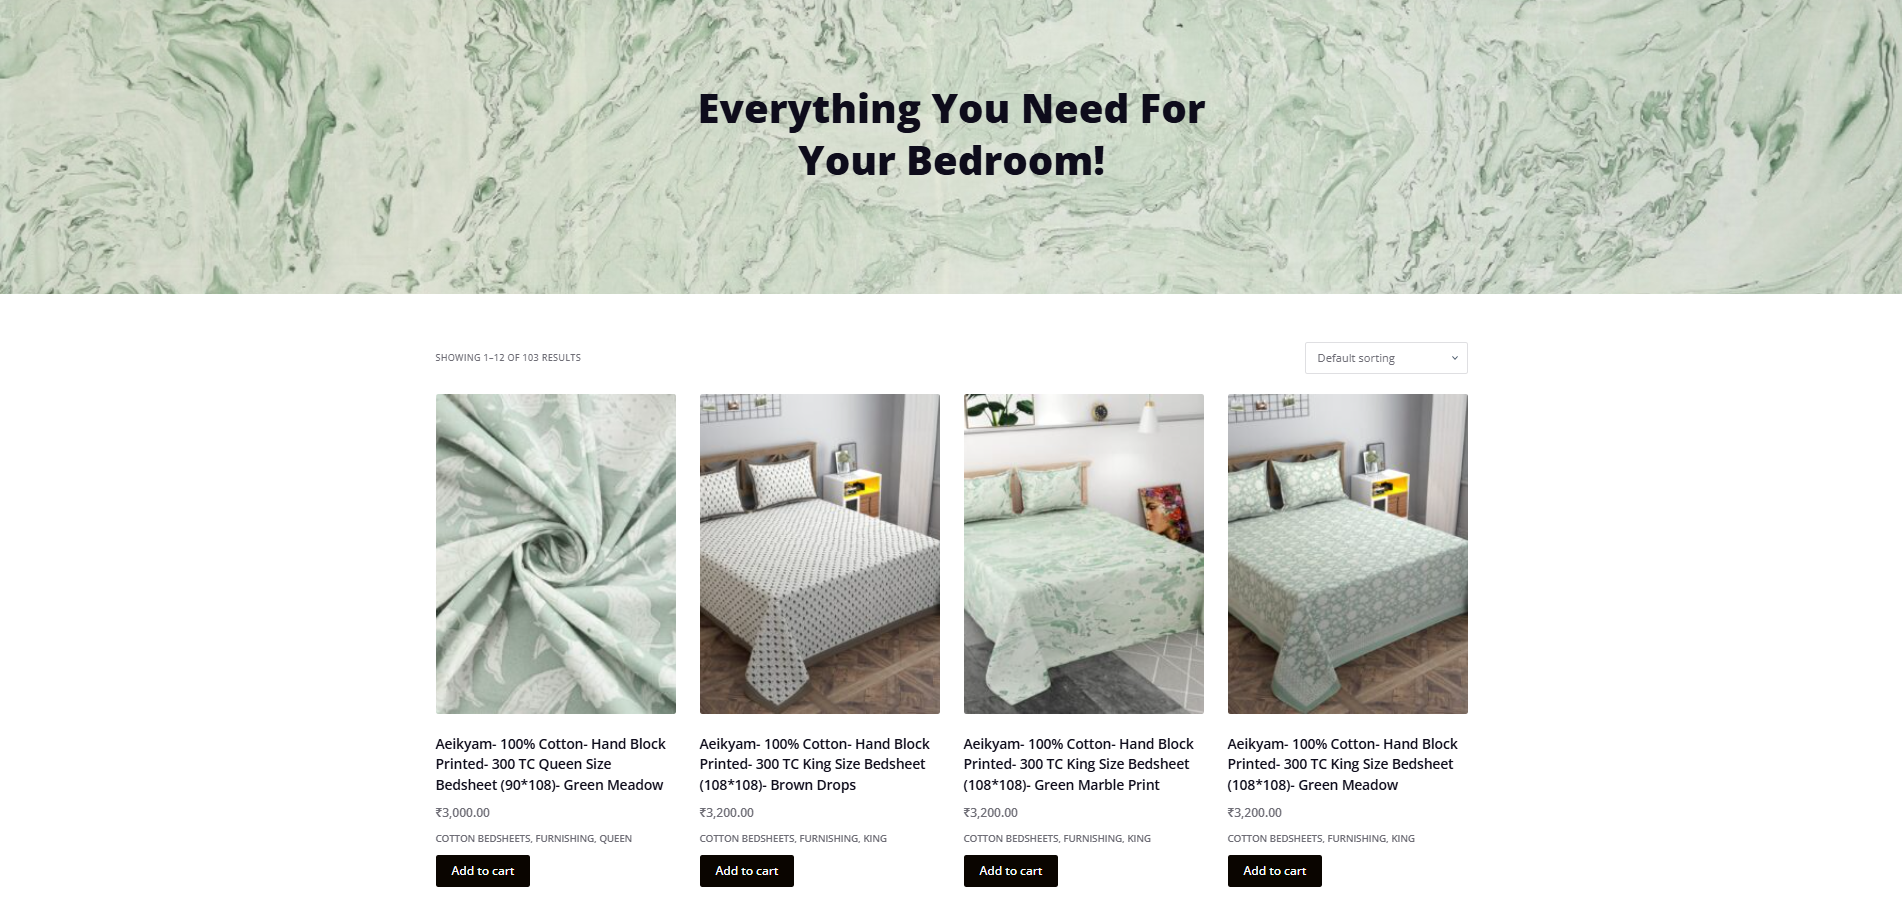 Everything You Need For
Your Bedroom!
SHOWING 1–12 OF 103 RESULTS
Default sorting
Aeikyam- 100% Cotton- Hand Block
Printed- 300 TC Queen Size
Bedsheet (90*108)- Green Meadow
₹3,000.00
COTTON BEDSHEETS, FURNISHING, QUEEN
Add to cart
Aeikyam- 100% Cotton- Hand Block
Printed- 300 TC King Size Bedsheet
(108*108)- Brown Drops
₹3,200.00
COTTON BEDSHEETS, FURNISHING, KING
Add to cart
Aeikyam- 100% Cotton- Hand Block
Printed- 300 TC King Size Bedsheet
(108*108)- Green Marble Print
₹3,200.00
COTTON BEDSHEETS, FURNISHING, KING
Add to cart
Aeikyam- 100% Cotton- Hand Block
Printed- 300 TC King Size Bedsheet
(108*108)- Green Meadow
₹3,200.00
COTTON BEDSHEETS, FURNISHING, KING
Add to cart